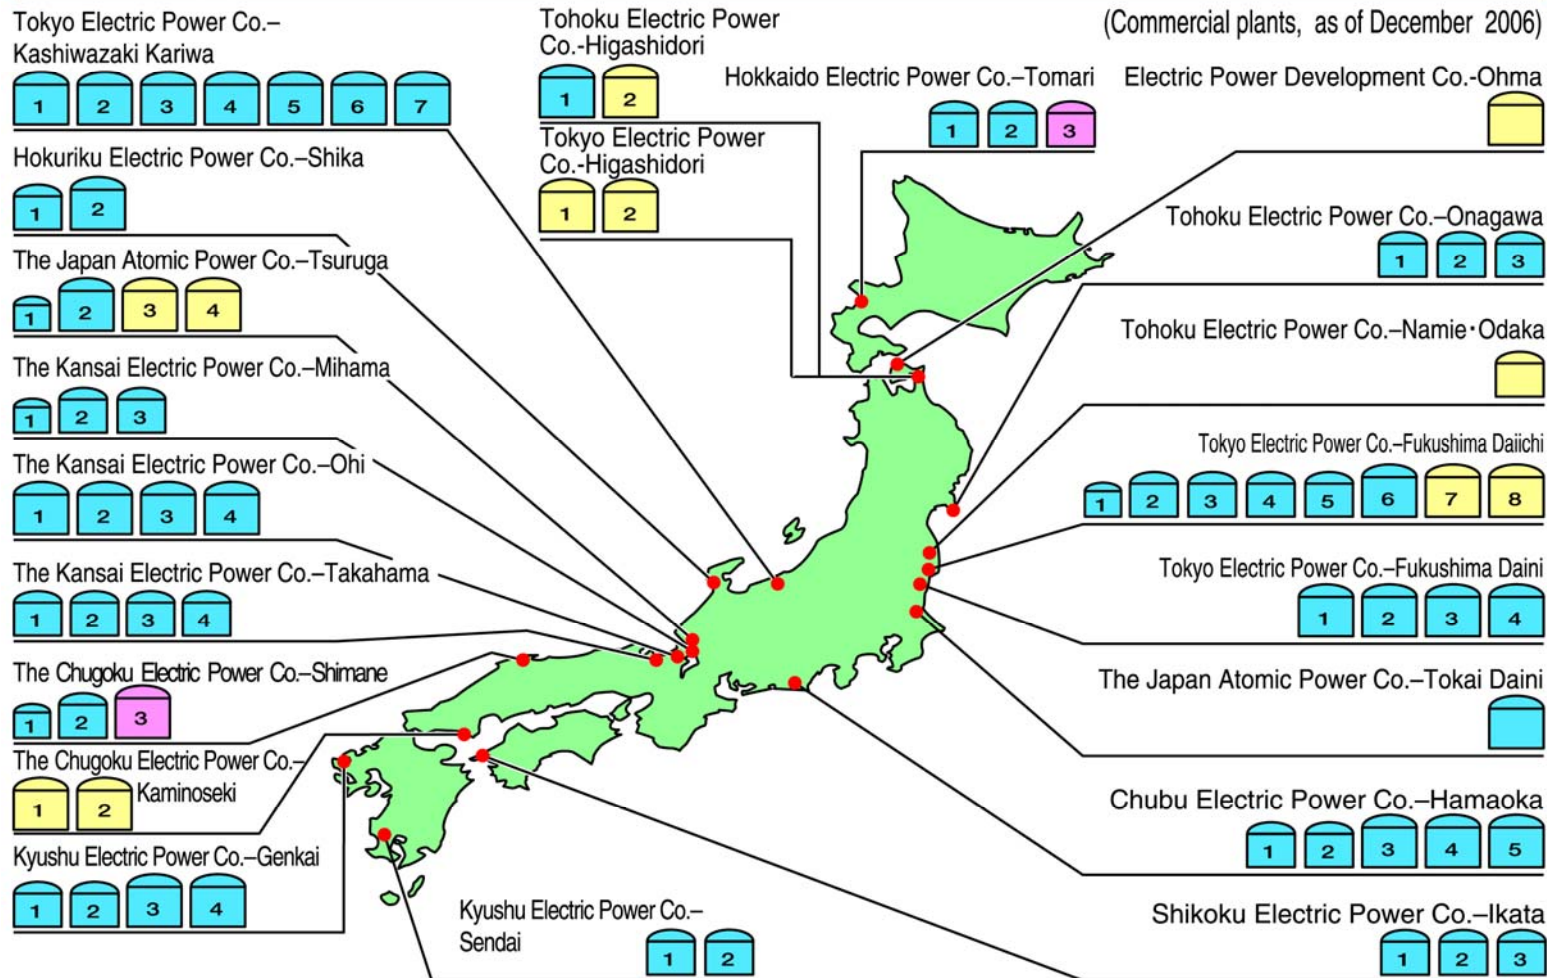 (Commercial plants, as of December 2006)
Tokyo Electric Power Co.–
Kashiwazaki Kariwa
1 2 3 4 5 6 7
Hokuriku Electric Power Co.–Shika
1 2
The Japan Atomic Power Co.–Tsuruga
1 2 3 4
The Kansai Electric Power Co.–Mihama
1 2 3
The Kansai Electric Power Co.–Ohi
1 2 3 4
The Kansai Electric Power Co.–Takahama
1 2 3 4
The Chugoku Electric Power Co.–Shimane
1 2 3
The Chugoku Electric Power Co.–
Kaminoseki
1 2
Kyushu Electric Power Co.–Genkai
1 2 3 4
Tohoku Electric Power
Co.-Higashidori
1 2
Tokyo Electric Power
Co.-Higashidori
1 2
Hokkaido Electric Power Co.–Tomari
1 2 3
Electric Power Development Co.-Ohma
Tohoku Electric Power Co.–Onagawa
1 2 3
Tohoku Electric Power Co.–Namie･Odaka
Tokyo Electric Power Co.–Fukushima Daiichi
1 2 3 4 5 6 7 8
Tokyo Electric Power Co.–Fukushima Daini
1 2 3 4
The Japan Atomic Power Co.–Tokai Daini
Chubu Electric Power Co.–Hamaoka
1 2 3 4 5
Shikoku Electric Power Co.–Ikata
1 2 3
Kyushu Electric Power Co.–
Sendai
1 2